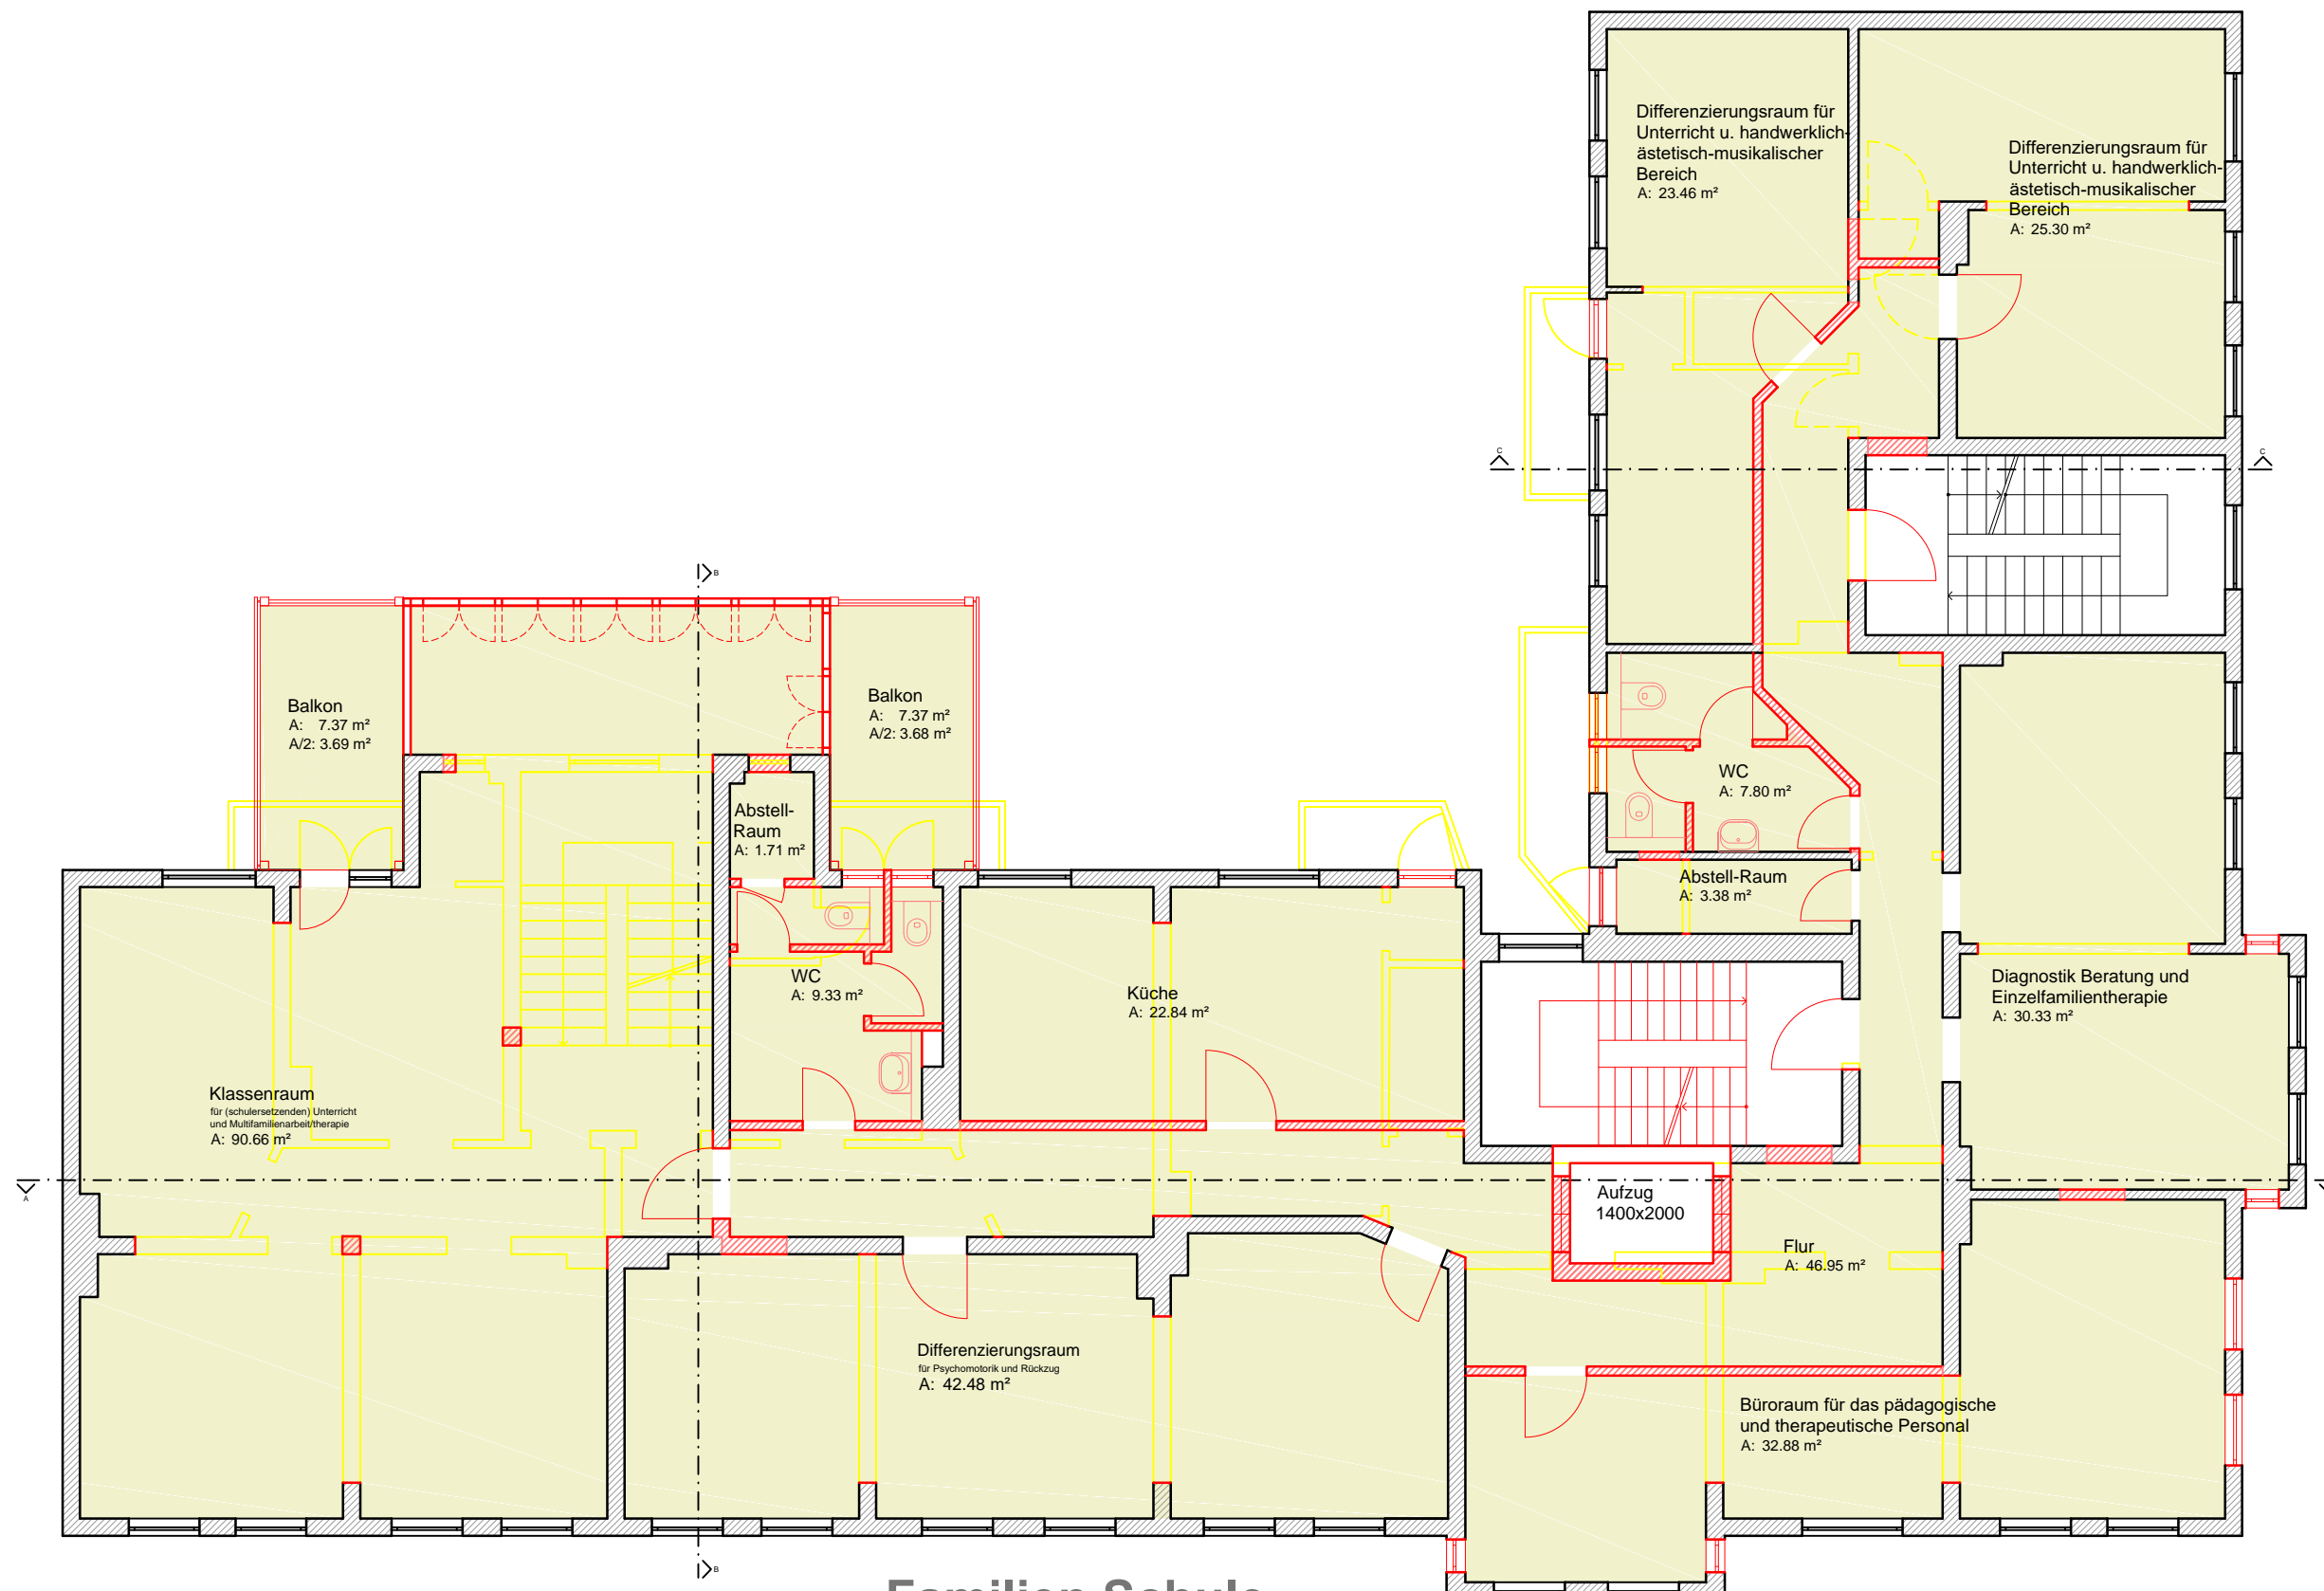 Differenzierungsraum für
Unterricht u. handwerklich-
ästetisch-musikalischer
Bereich
A: 23.46 m²
Differenzierungsraum für
Unterricht u. handwerklich-
ästetisch-musikalischer
Bereich
A: 25.30 m²
C
C
B
Balkon
A: 7.37 m²
A/2: 3.69 m²
Balkon
A: 7.37 m²
A/2: 3.68 m²
Abstell-
Raum
A: 1.71 m²
WC
A: 7.80 m²
Abstell-Raum
A: 3.38 m²
WC
A: 9.33 m²
Küche
A: 22.84 m²
Diagnostik Beratung und
Einzelfamilientherapie
A: 30.33 m²
Klassenraum
für (schulersetzenden) Unterricht
und Multifamilienarbeit/therapie
A: 90.66 m²
A
Aufzug
1400x2000
Flur
A: 46.95 m²
Differenzierungsraum
für Psychomotorik und Rückzug
A: 42.48 m²
Büroraum für das pädagogische
und therapeutische Personal
A: 32.88 m²
B
Familien Schule